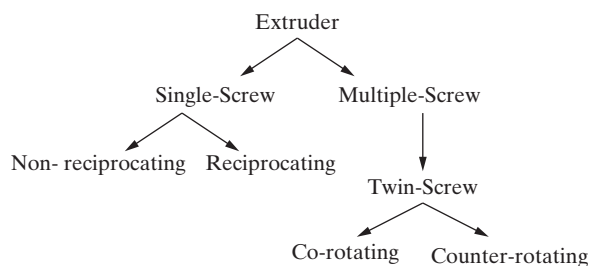 Extruder
Single-Screw Multiple-Screw
Non- reciprocating Reciprocating
Twin-Screw
Co-rotating Counter-rotating